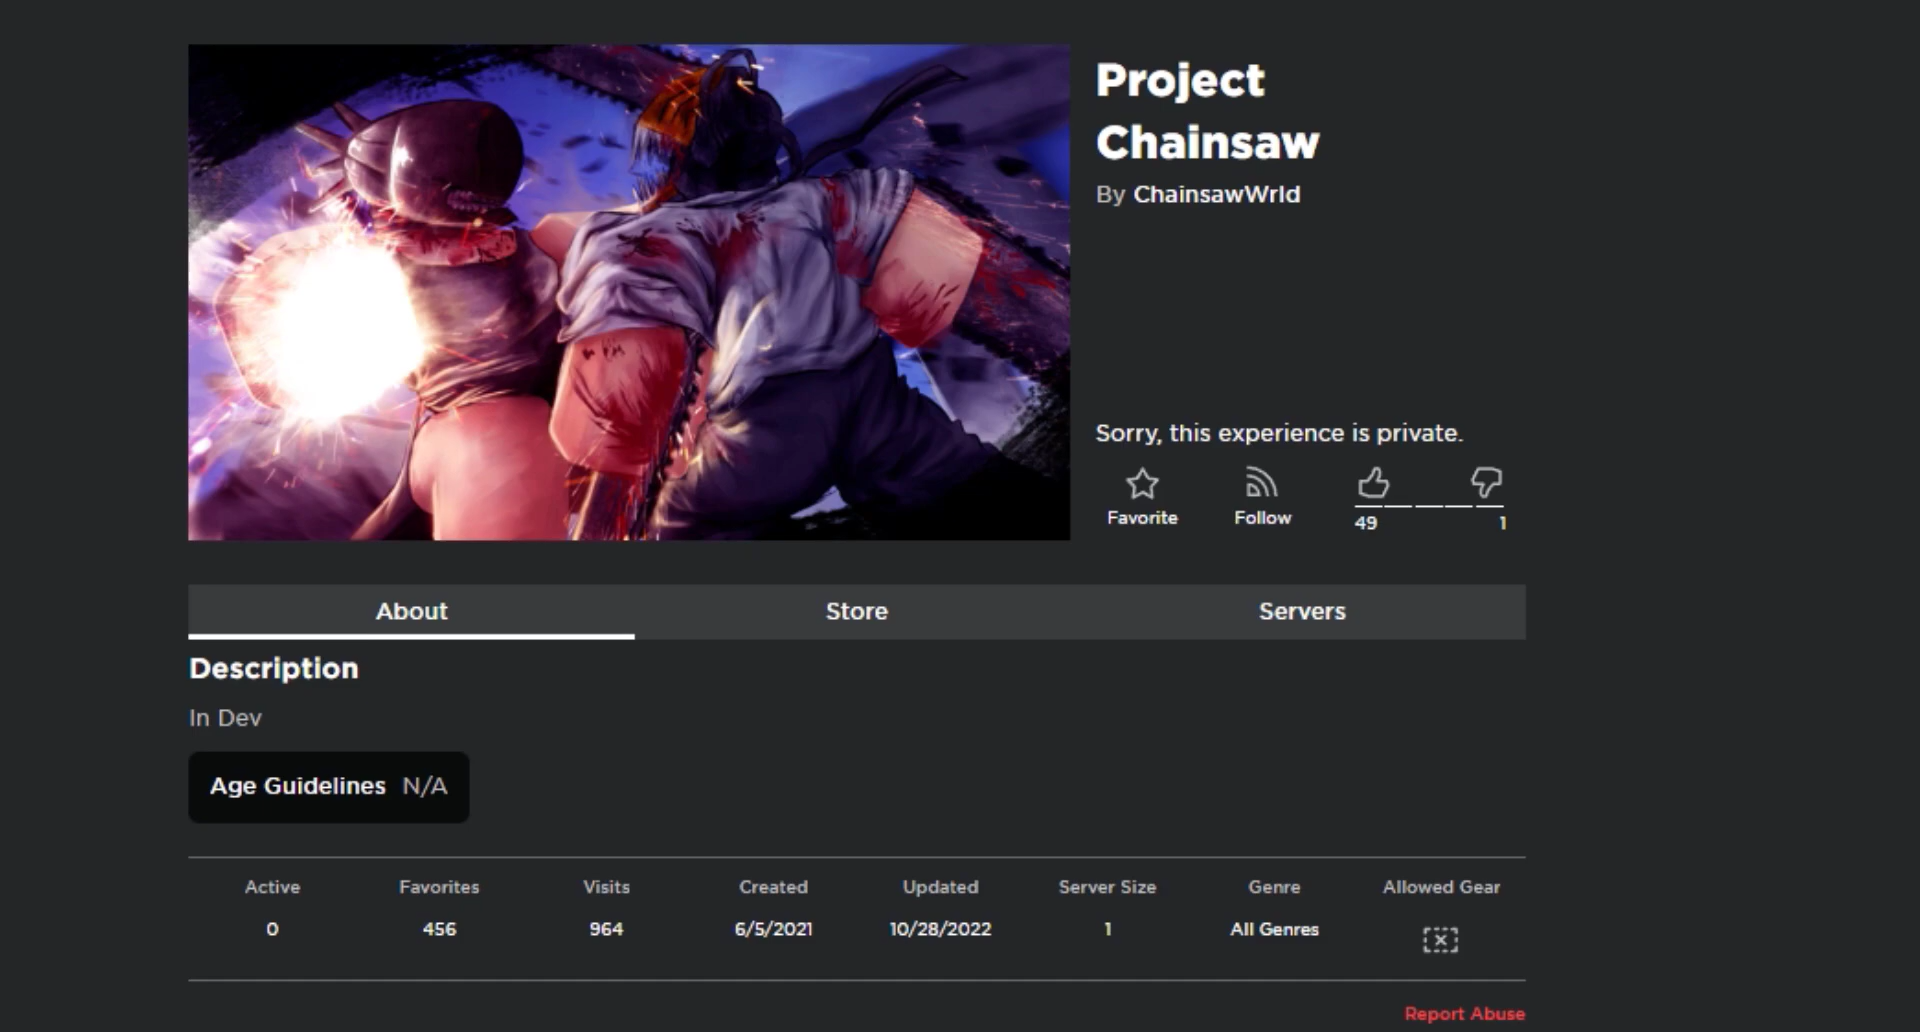 Project
Chainsaw
By ChainsawWrld
Sorry, this experience is private.
Favorite Follow 49 1
About Store Servers
Description
In Dev
Age Guidelines N/A
Active Favorites Visits Created Updated Server Size Genre Allowed Gear
0 456 964 6/5/2021 10/28/2022 1 All Genres
Report Abuse